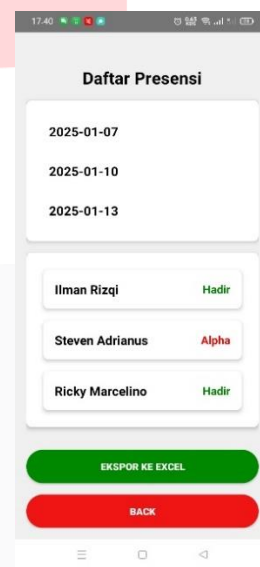 17.40
Daftar Presensi
2025-01-07
2025-01-10
2025-01-13
Ilman Rizqi Hadir
Steven Adrianus Alpha
Ricky Marcelino Hadir
EKSPOR KE EXCEL
BACK